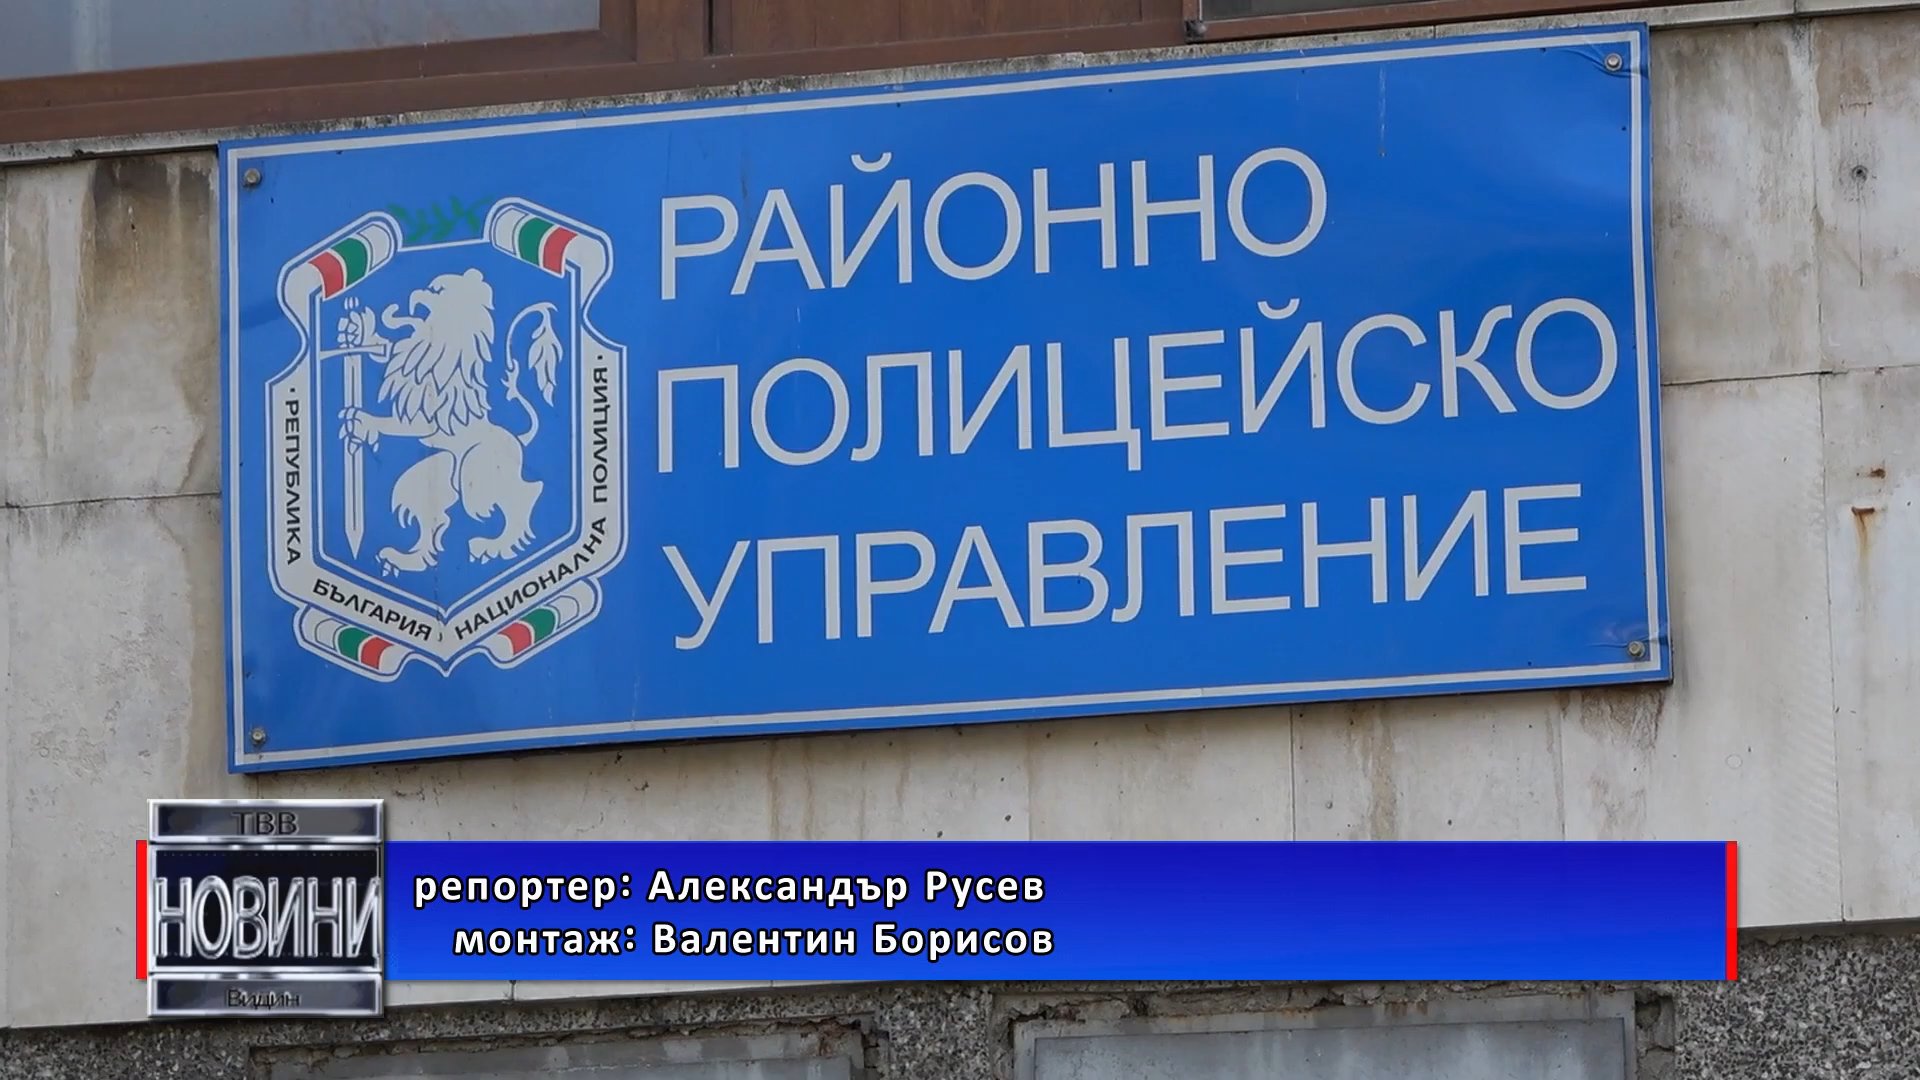 РАЙОННО
ПОЛИЦЕЙСКО
УПРАВЛЕНИЕ
· РЕПУБЛИКА БЪЛГАРИЯ НАЦИОНАЛНА ПОЛИЦИЯ ·
ТВВ
НОВИНИ
Видин
репортер: Александър Русев
монтаж: Валентин Борисов